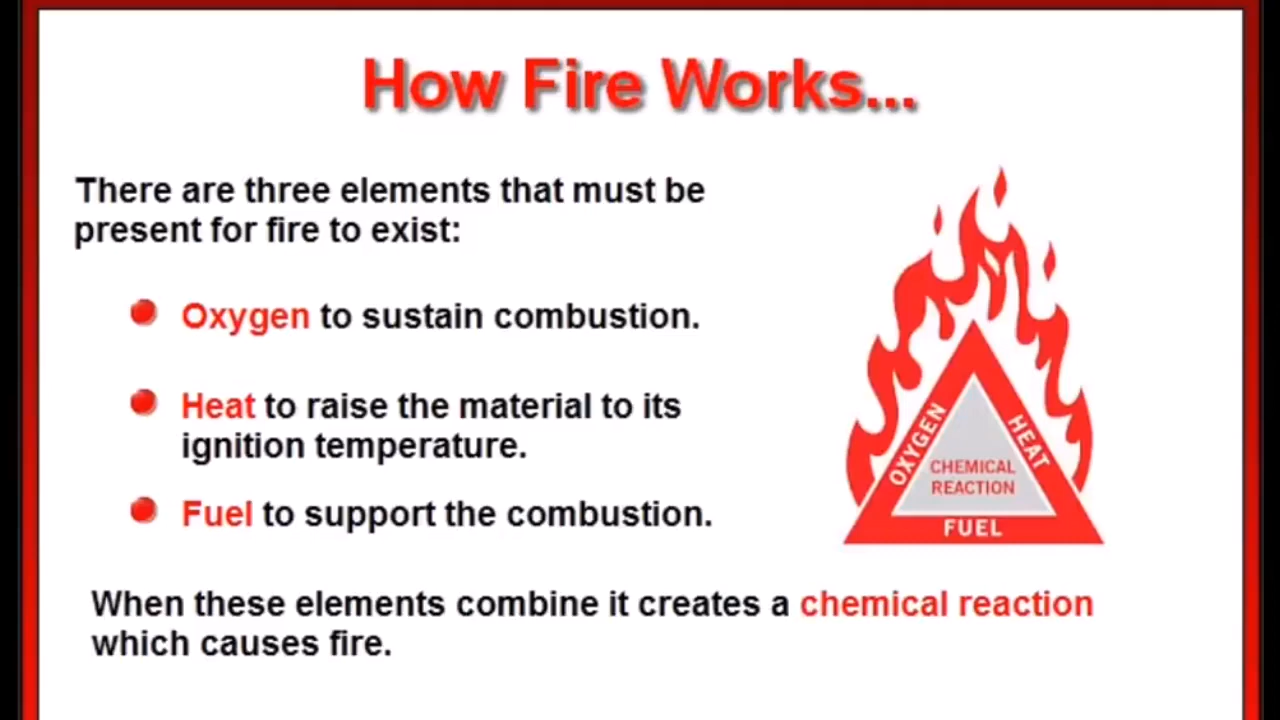 How Fire Works...
There are three elements that must be
present for fire to exist:
Oxygen to sustain combustion.
Heat to raise the material to its
ignition temperature.
Fuel to support the combustion.
OXYGEN
HEAT
CHEMICAL
REACTION
FUEL
When these elements combine it creates a chemical reaction
which causes fire.